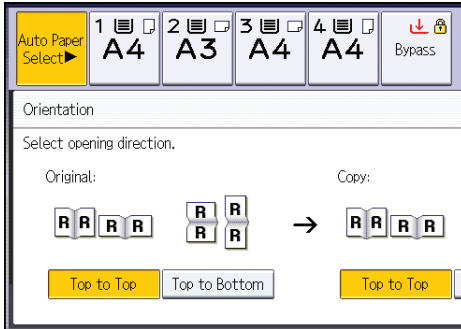 Auto Paper
Select►
1
A4
2
A3
3
A4
4
A4
Bypass
Orientation
Select opening direction.
Original:
Copy:
R R R R
R R
R R
→
R R R R
Top to Top
Top to Bottom
Top to Top